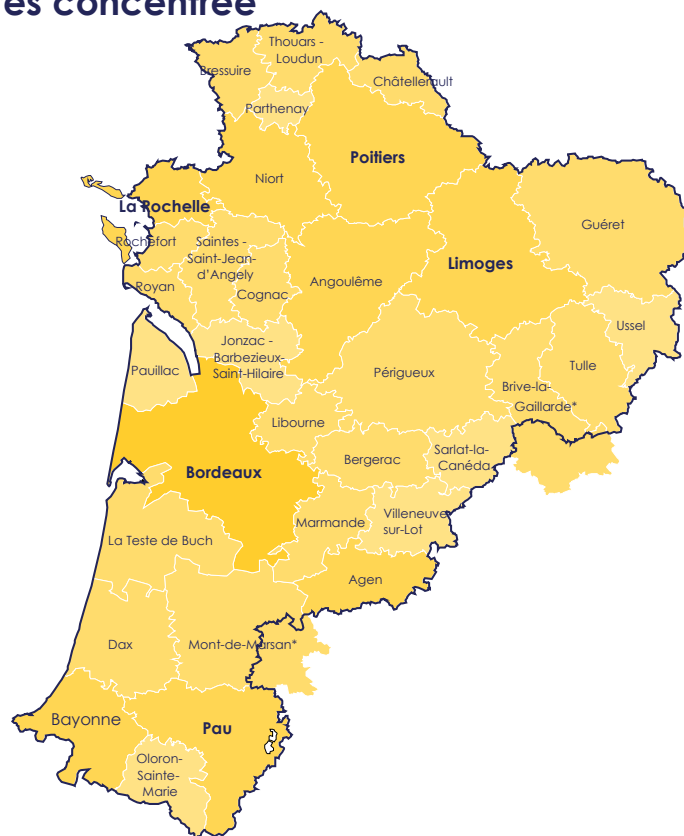 es concentrée
Thouars -
Loudun
Bressuire
Châtellerault
Parthenay
Poitiers
Niort
La Rochelle
Guéret
Rochefort
Saintes -
Saint-Jean-
d'Angely
Limoges
Angoulême
Royan
Cognac
Ussel
Jonzac -
Barbezieux-
Saint-Hilaire
Pauillac
Périgueux
Tulle
Brive-la-
Gaillarde*
Libourne
Bergerac
Sarlat-la-
Canéda
Bordeaux
Marmande
Villeneuve
sur-Lot
La Teste de Buch
Agen
Dax
Mont-de-Marsan*
Bayonne
Pau
Oloron-
Sainte-
Marie